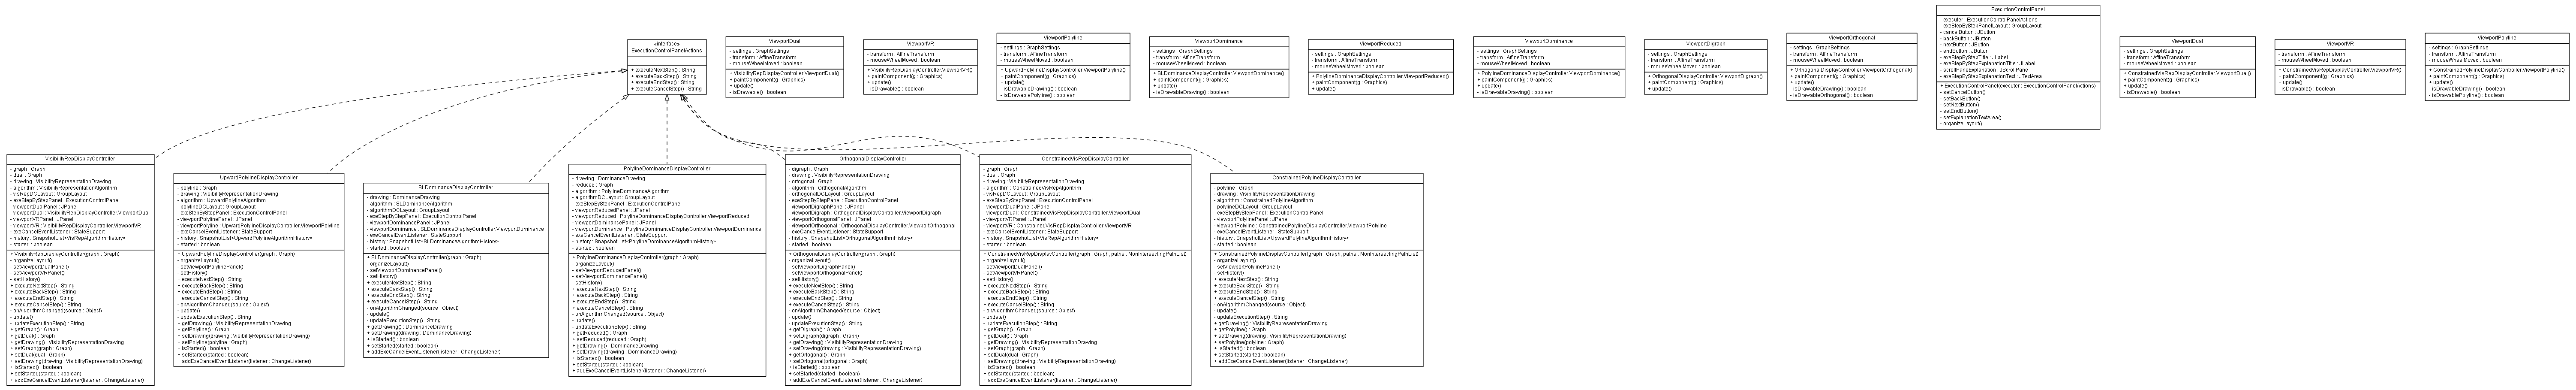 «interface»
ExecutionControlPanelActions
+ executeNextStep() : String
+ executeBackStep() : String
+ executeEndStep() : String
+ executeCancelStep() : String
ViewportDual
- settings : GraphSettings
- transform : AffineTransform
- mouseWheelMoved : boolean
+ VisibilityRepDisplayController.ViewportDual()
+ paintComponent(g : Graphics)
+ update()
- isDrawable() : boolean
ViewportVR
- transform : AffineTransform
- mouseWheelMoved : boolean
+ VisibilityRepDisplayController.ViewportVR()
+ paintComponent(g : Graphics)
+ update()
- isDrawable() : boolean
ViewportPolyline
- settings : GraphSettings
- transform : AffineTransform
- mouseWheelMoved : boolean
+ UpwardPolylineDisplayController.ViewportPolyline()
+ paintComponent(g : Graphics)
+ update()
- isDrawableDrawing() : boolean
- isDrawablePolyline() : boolean
ViewportDominance
- settings : GraphSettings
- transform : AffineTransform
- mouseWheelMoved : boolean
+ SLDominanceDisplayController.ViewportDominance()
+ paintComponent(g : Graphics)
+ update()
- isDrawableDrawing() : boolean
ViewportReduced
- settings : GraphSettings
- transform : AffineTransform
- mouseWheelMoved : boolean
+ PolylineDominanceDisplayController.ViewportReduced()
+ paintComponent(g : Graphics)
+ update()
ViewportDominance
- settings : GraphSettings
- transform : AffineTransform
- mouseWheelMoved : boolean
+ PolylineDominanceDisplayController.ViewportDominance()
+ paintComponent(g : Graphics)
+ update()
- isDrawableDrawing() : boolean
ViewportDigraph
- settings : GraphSettings
- transform : AffineTransform
- mouseWheelMoved : boolean
+ OrthogonalDisplayController.ViewportDigraph()
+ paintComponent(g : Graphics)
+ update()
ViewportOrthogonal
- settings : GraphSettings
- transform : AffineTransform
- mouseWheelMoved : boolean
+ OrthogonalDisplayController.ViewportOrthogonal()
+ paintComponent(g : Graphics)
+ update()
- isDrawableDrawing() : boolean
- isDrawableOrthogonal() : boolean
ExecutionControlPanel
- executer : ExecutionControlPanelActions
- exeStepByStepPanelLayout : GroupLayout
- cancelButton : JButton
- backButton : JButton
- nextButton : JButton
- endButton : JButton
- exeStepByStepTitle : JLabel
- exeStepByStepExplanationTitle : JLabel
- scrollPaneExplanation : JScrollPane
- exeStepByStepExplanationText : JTextArea
+ ExecutionControlPanel(executer : ExecutionControlPanelActions)
- setCancelButton()
- setBackButton()
- setNextButton()
- setEndButton()
- setExplanationTextArea()
- organizeLayout()
ViewportDual
- settings : GraphSettings
- transform : AffineTransform
- mouseWheelMoved : boolean
+ ConstrainedVisRepDisplayController.ViewportDual()
+ paintComponent(g : Graphics)
+ update()
- isDrawable() : boolean
ViewportVR
- transform : AffineTransform
- mouseWheelMoved : boolean
+ ConstrainedVisRepDisplayController.ViewportVR()
+ paintComponent(g : Graphics)
+ update()
- isDrawable() : boolean
ViewportPolyline
- settings : GraphSettings
- transform : AffineTransform
- mouseWheelMoved : boolean
+ ConstrainedPolylineDisplayController.ViewportPolyline()
+ paintComponent(g : Graphics)
+ update()
- isDrawableDrawing() : boolean
- isDrawablePolyline() : boolean
VisibilityRepDisplayController
- graph : Graph
- dual : Graph
- drawing : VisibilityRepresentationDrawing
- algorithm : VisibilityRepresentationAlgorithm
- visRepDCLayout : GroupLayout
- exeStepByStepPanel : ExecutionControlPanel
- viewportDualPanel : JPanel
- viewportDual : VisibilityRepDisplayController.ViewportDual
- viewportVRPanel : JPanel
- viewportVR : VisibilityRepDisplayController.ViewportVR
- exeCancelEventListener : StateSupport
- history : SnapshotList<VisRepAlgorithmHistory>
- started : boolean
+ VisibilityRepDisplayController(graph : Graph)
- organizeLayout()
- setViewportDualPanel()
- setViewportVRPanel()
- setHistory()
+ executeNextStep() : String
+ executeBackStep() : String
+ executeEndStep() : String
+ executeCancelStep() : String
- onAlgorithmChanged(source : Object)
- update()
- updateExecutionStep() : String
+ getGraph() : Graph
+ getDual() : Graph
+ getDrawing() : VisibilityRepresentationDrawing
+ setGraph(graph : Graph)
+ setDual(dual : Graph)
+ setDrawing(drawing : VisibilityRepresentationDrawing)
+ isStarted() : boolean
+ setStarted(started : boolean)
+ addExeCancelEventListener(listener : ChangeListener)
UpwardPolylineDisplayController
- polyline : Graph
- drawing : VisibilityRepresentationDrawing
- algorithm : UpwardPolylineAlgorithm
- polylineDCLayout : GroupLayout
- exeStepByStepPanel : ExecutionControlPanel
- viewportPolylinePanel : JPanel
- viewportPolyline : UpwardPolylineDisplayController.ViewportPolyline
- exeCancelEventListener : StateSupport
- history : SnapshotList<UpwardPolylineAlgorithmHistory>
- started : boolean
+ UpwardPolylineDisplayController(graph : Graph)
- organizeLayout()
- setViewportPolylinePanel()
- setHistory()
+ executeNextStep() : String
+ executeBackStep() : String
+ executeEndStep() : String
+ executeCancelStep() : String
- onAlgorithmChanged(source : Object)
- update()
- updateExecutionStep() : String
+ getDrawing() : VisibilityRepresentationDrawing
+ getPolyline() : Graph
+ setDrawing(drawing : VisibilityRepresentationDrawing)
+ setPolyline(polyline : Graph)
+ isStarted() : boolean
+ setStarted(started : boolean)
+ addExeCancelEventListener(listener : ChangeListener)
SLDominanceDisplayController
- drawing : DominanceDrawing
- algorithm : SLDominanceAlgorithm
- algorithmDCLayout : GroupLayout
- exeStepByStepPanel : ExecutionControlPanel
- viewportDominancePanel : JPanel
- viewportDominance : SLDominanceDisplayController.ViewportDominance
- exeCancelEventListener : StateSupport
- history : SnapshotList<SLDominanceAlgorithmHistory>
- started : boolean
+ SLDominanceDisplayController(graph : Graph)
- organizeLayout()
- setViewportDominancePanel()
- setHistory()
+ executeNextStep() : String
+ executeBackStep() : String
+ executeEndStep() : String
+ executeCancelStep() : String
- onAlgorithmChanged(source : Object)
- update()
- updateExecutionStep() : String
+ getDrawing() : DominanceDrawing
+ setDrawing(drawing : DominanceDrawing)
+ isStarted() : boolean
+ setStarted(started : boolean)
+ addExeCancelEventListener(listener : ChangeListener)
PolylineDominanceDisplayController
- drawing : DominanceDrawing
- reduced : Graph
- algorithm : PolylineDominanceAlgorithm
- algorithmDCLayout : GroupLayout
- exeStepByStepPanel : ExecutionControlPanel
- viewportReducedPanel : JPanel
- viewportReduced : PolylineDominanceDisplayController.ViewportReduced
- viewportDominancePanel : JPanel
- viewportDominance : PolylineDominanceDisplayController.ViewportDominance
- exeCancelEventListener : StateSupport
- history : SnapshotList<PolylineDominanceAlgorithmHistory>
- started : boolean
+ PolylineDominanceDisplayController(graph : Graph)
- organizeLayout()
- setViewportReducedPanel()
- setViewportDominancePanel()
- setHistory()
+ executeNextStep() : String
+ executeBackStep() : String
+ executeEndStep() : String
+ executeCancelStep() : String
- onAlgorithmChanged(source : Object)
- update()
- updateExecutionStep() : String
+ getReduced() : Graph
+ setReduced(reduced : Graph)
+ getDrawing() : DominanceDrawing
+ setDrawing(drawing : DominanceDrawing)
+ isStarted() : boolean
+ setStarted(started : boolean)
+ addExeCancelEventListener(listener : ChangeListener)
OrthogonalDisplayController
- digraph : Graph
- drawing : VisibilityRepresentationDrawing
- ortogonal : Graph
- algorithm : OrthogonalAlgorithm
- orthogonalDCLayout : GroupLayout
- exeStepByStepPanel : ExecutionControlPanel
- viewportDigraphPanel : JPanel
- viewportDigraph : OrthogonalDisplayController.ViewportDigraph
- viewportOrthogonalPanel : JPanel
- viewportOrthogonal : OrthogonalDisplayController.ViewportOrthogonal
- exeCancelEventListener : StateSupport
- history : SnapshotList<OrthogonalAlgorithmHistory>
- started : boolean
+ OrthogonalDisplayController(graph : Graph)
- organizeLayout()
- setViewportDigraphPanel()
- setViewportOrthogonalPanel()
- setHistory()
+ executeNextStep() : String
+ executeBackStep() : String
+ executeEndStep() : String
+ executeCancelStep() : String
- onAlgorithmChanged(source : Object)
- update()
- updateExecutionStep() : String
+ getDigraph() : Graph
+ setDigraph(digraph : Graph)
+ getDrawing() : VisibilityRepresentationDrawing
+ setDrawing(drawing : VisibilityRepresentationDrawing)
+ getOrtogonal() : Graph
+ setOrtogonal(ortogonal : Graph)
+ isStarted() : boolean
+ setStarted(started : boolean)
+ addExeCancelEventListener(listener : ChangeListener)
ConstrainedVisRepDisplayController
- graph : Graph
- dual : Graph
- drawing : VisibilityRepresentationDrawing
- algorithm : ConstrainedVisRepAlgorithm
- visRepDCLayout : GroupLayout
- exeStepByStepPanel : ExecutionControlPanel
- viewportDualPanel : JPanel
- viewportDual : ConstrainedVisRepDisplayController.ViewportDual
- viewportVRPanel : JPanel
- viewportVR : ConstrainedVisRepDisplayController.ViewportVR
- exeCancelEventListener : StateSupport
- history : SnapshotList<VisRepAlgorithmHistory>
- started : boolean
+ ConstrainedVisRepDisplayController(graph : Graph, paths : NonIntersectingPathList)
- organizeLayout()
- setViewportDualPanel()
- setViewportVRPanel()
- setHistory()
+ executeNextStep() : String
+ executeBackStep() : String
+ executeEndStep() : String
+ executeCancelStep() : String
- onAlgorithmChanged(source : Object)
- update()
- updateExecutionStep() : String
+ getGraph() : Graph
+ getDual() : Graph
+ getDrawing() : VisibilityRepresentationDrawing
+ setGraph(graph : Graph)
+ setDual(dual : Graph)
+ setDrawing(drawing : VisibilityRepresentationDrawing)
+ isStarted() : boolean
+ setStarted(started : boolean)
+ addExeCancelEventListener(listener : ChangeListener)
ConstrainedPolylineDisplayController
- polyline : Graph
- drawing : VisibilityRepresentationDrawing
- algorithm : ConstrainedPolylineAlgorithm
- polylineDCLayout : GroupLayout
- exeStepByStepPanel : ExecutionControlPanel
- viewportPolylinePanel : JPanel
- viewportPolyline : ConstrainedPolylineDisplayController.ViewportPolyline
- exeCancelEventListener : StateSupport
- history : SnapshotList<UpwardPolylineAlgorithmHistory>
- started : boolean
+ ConstrainedPolylineDisplayController(graph : Graph, paths : NonIntersectingPathList)
- organizeLayout()
- setViewportPolylinePanel()
- setHistory()
+ executeNextStep() : String
+ executeBackStep() : String
+ executeEndStep() : String
+ executeCancelStep() : String
- onAlgorithmChanged(source : Object)
- update()
- updateExecutionStep() : String
+ getDrawing() : VisibilityRepresentationDrawing
+ getPolyline() : Graph
+ setDrawing(drawing : VisibilityRepresentationDrawing)
+ setPolyline(polyline : Graph)
+ isStarted() : boolean
+ setStarted(started : boolean)
+ addExeCancelEventListener(listener : ChangeListener)